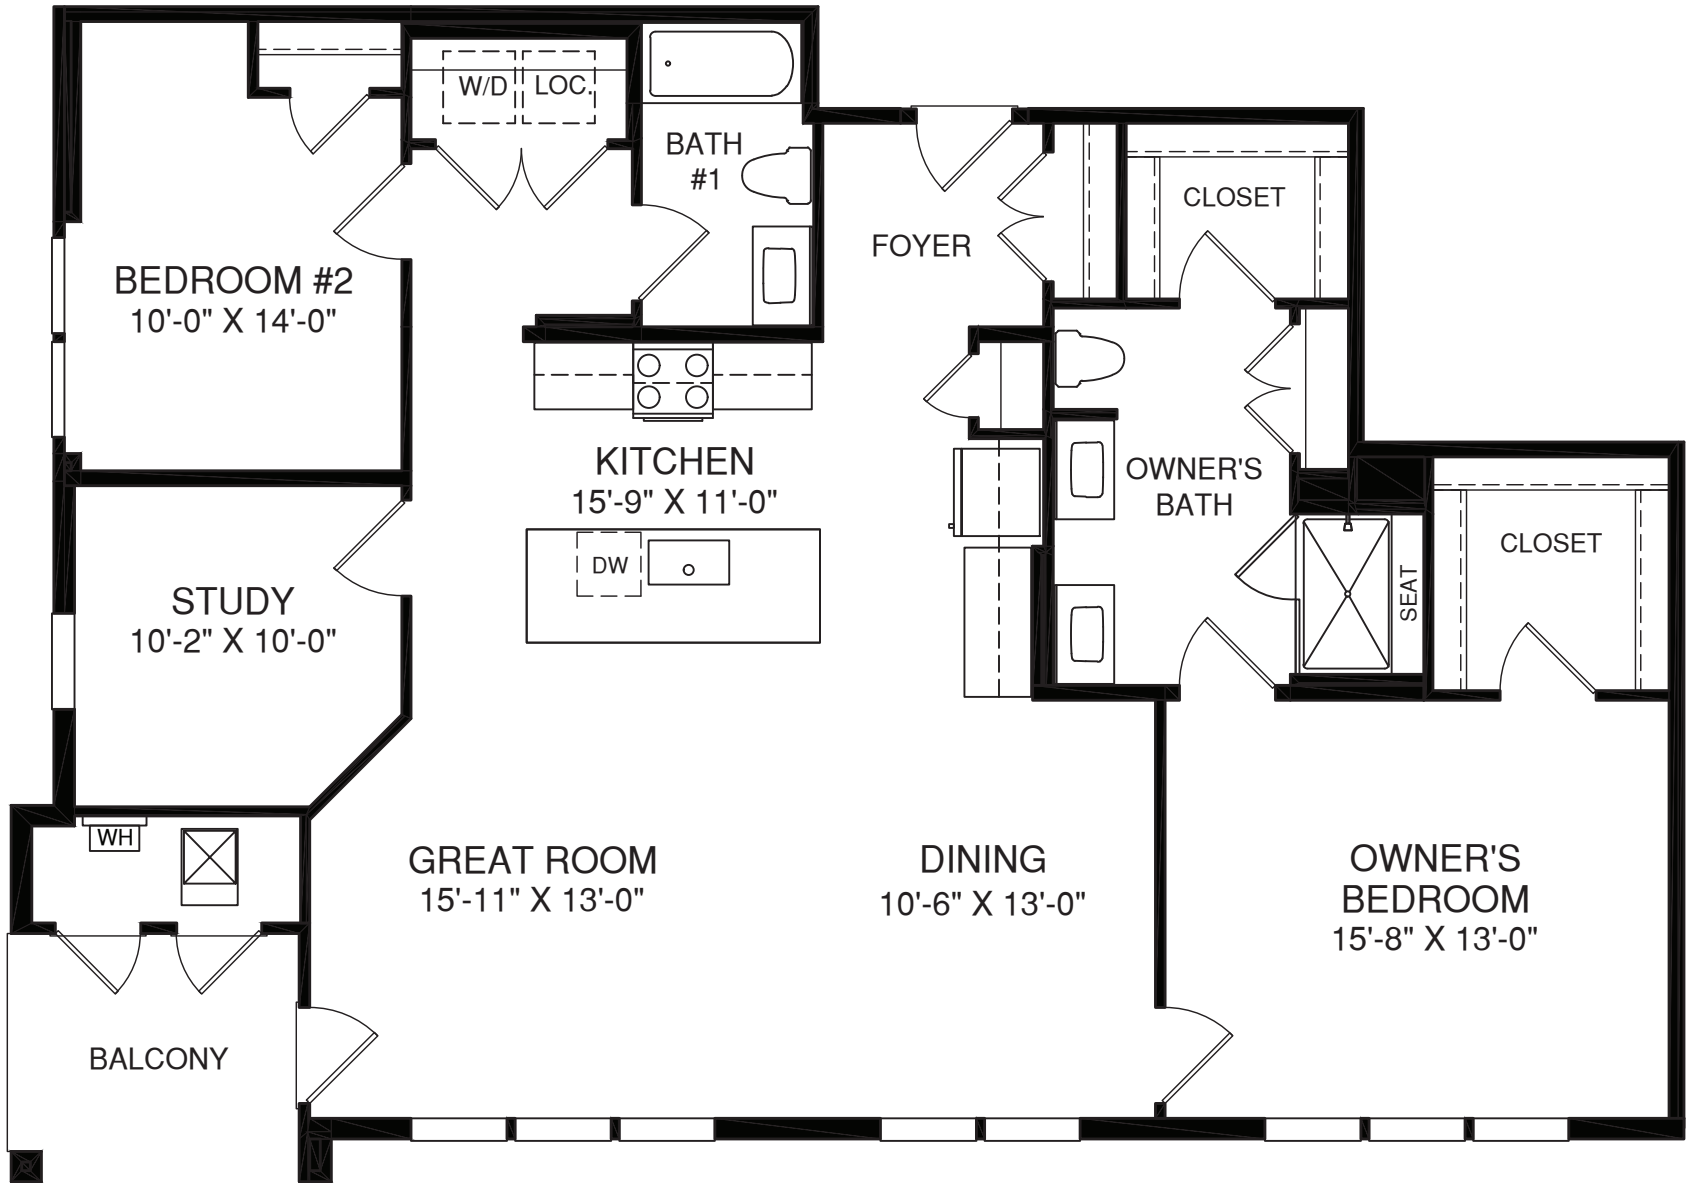 W/D
LOC.
BATH
#1
CLOSET
FOYER
BEDROOM #2
10'-0" X 14'-0"
KITCHEN
15'-9" X 11'-0"
OWNER'S
BATH
CLOSET
DW
SEAT
STUDY
10'-2" X 10'-0"
WH
GREAT ROOM
15'-11" X 13'-0"
DINING
10'-6" X 13'-0"
OWNER'S
BEDROOM
15'-8" X 13'-0"
BALCONY